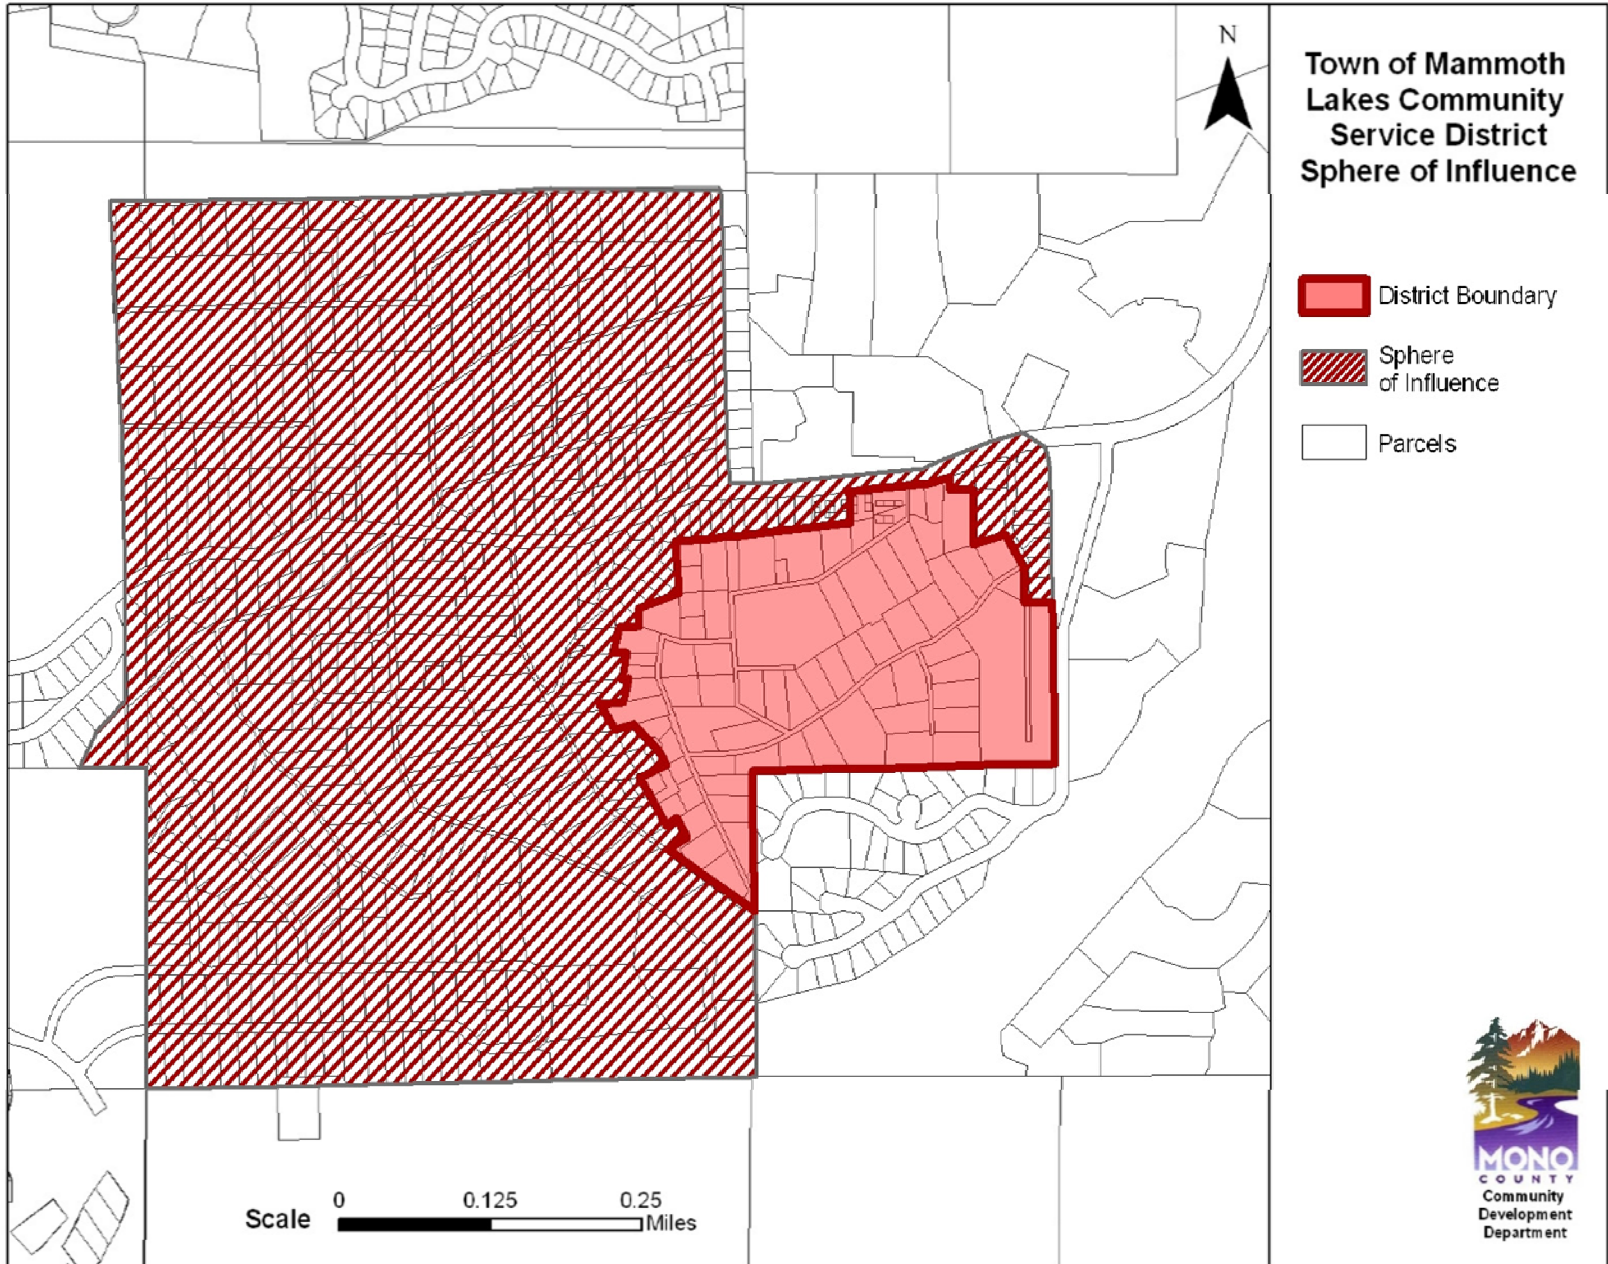 N
Town of Mammoth
Lakes Community
Service District
Sphere of Influence
District Boundary
Sphere
of Influence
Parcels
Scale
0 0.125 0.25
Miles
MONO
COUNTY
Community
Development
Department